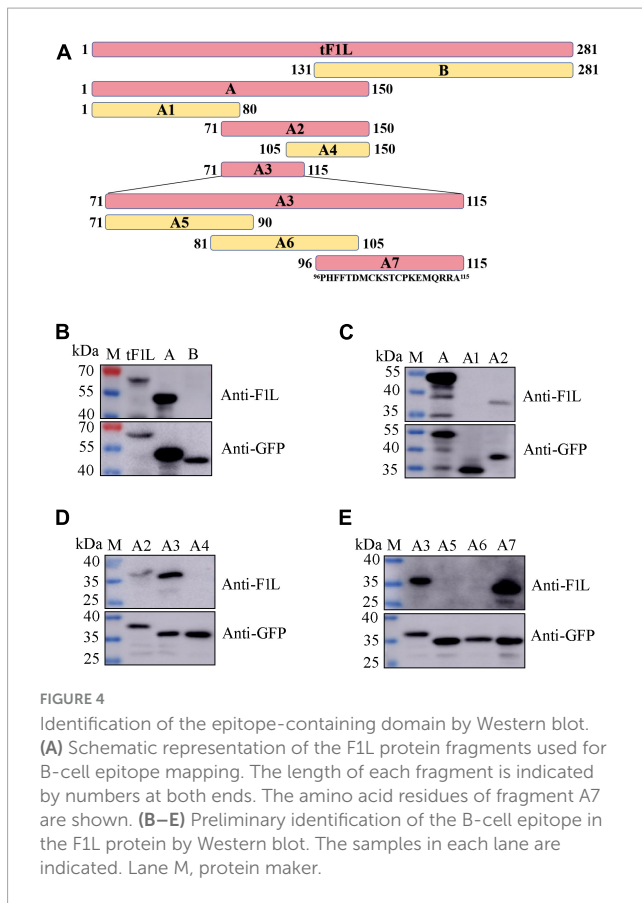 A
1 tF1L 281
131 B 281
1 A 150
1 A1 80
71 A2 150
105 A4 150
71 A3 115
71 A3 115
71 A5 90
81 A6 105
96 A7 115
⁹⁶PHFFTDMCKSTCPKEMQRRA¹¹⁵
B
kDa M tF1L A B
70
55
40
Anti-F1L
70
55
40
Anti-GFP
C
kDa M A A1 A2
55
40
35
Anti-F1L
55
40
35
Anti-GFP
D
kDa M A2 A3 A4
40
35
25
Anti-F1L
40
35
25
Anti-GFP
E
kDa M A3 A5 A6 A7
40
35
25
Anti-F1L
40
35
25
Anti-GFP
FIGURE 4
Identification of the epitope-containing domain by Western blot.
(A) Schematic representation of the F1L protein fragments used for
B-cell epitope mapping. The length of each fragment is indicated
by numbers at both ends. The amino acid residues of fragment A7
are shown. (B–E) Preliminary identification of the B-cell epitope in
the F1L protein by Western blot. The samples in each lane are
indicated. Lane M, protein maker.